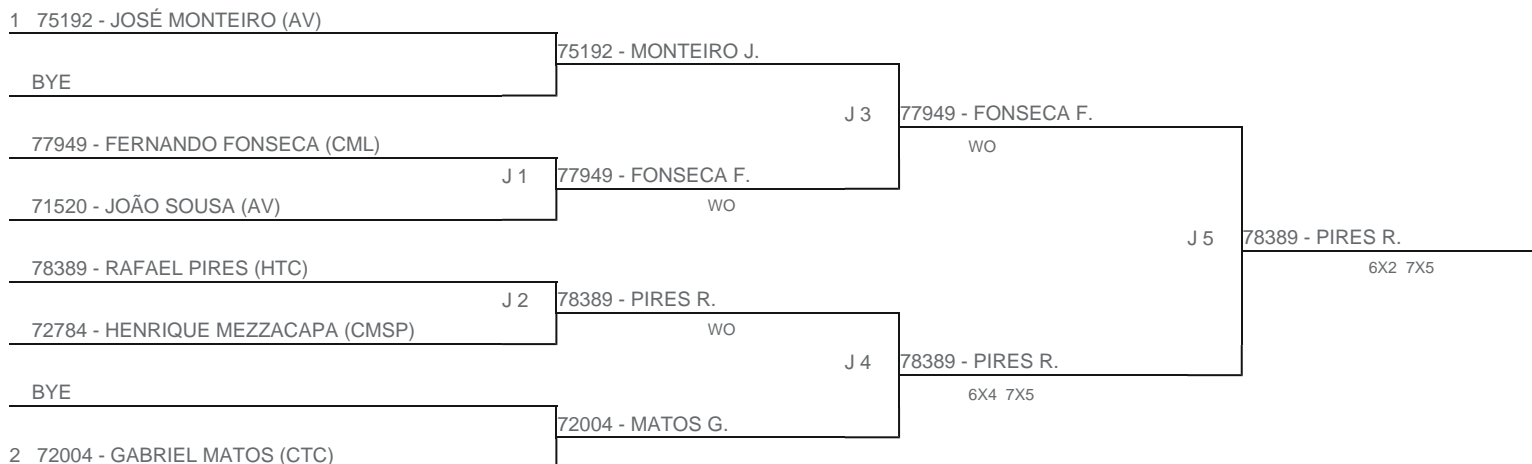 1 75192 - JOSÉ MONTEIRO (AV)
75192 - MONTEIRO J.
BYE
J 3
77949 - FONSECA F.
WO
77949 - FERNANDO FONSECA (CML)
J 1
77949 - FONSECA F.
WO
71520 - JOÃO SOUSA (AV)
J 5
78389 - PIRES R.
6X2 7X5
78389 - RAFAEL PIRES (HTC)
J 2
78389 - PIRES R.
WO
72784 - HENRIQUE MEZZACAPA (CMSP)
J 4
78389 - PIRES R.
6X4 7X5
BYE
72004 - MATOS G.
2 72004 - GABRIEL MATOS (CTC)